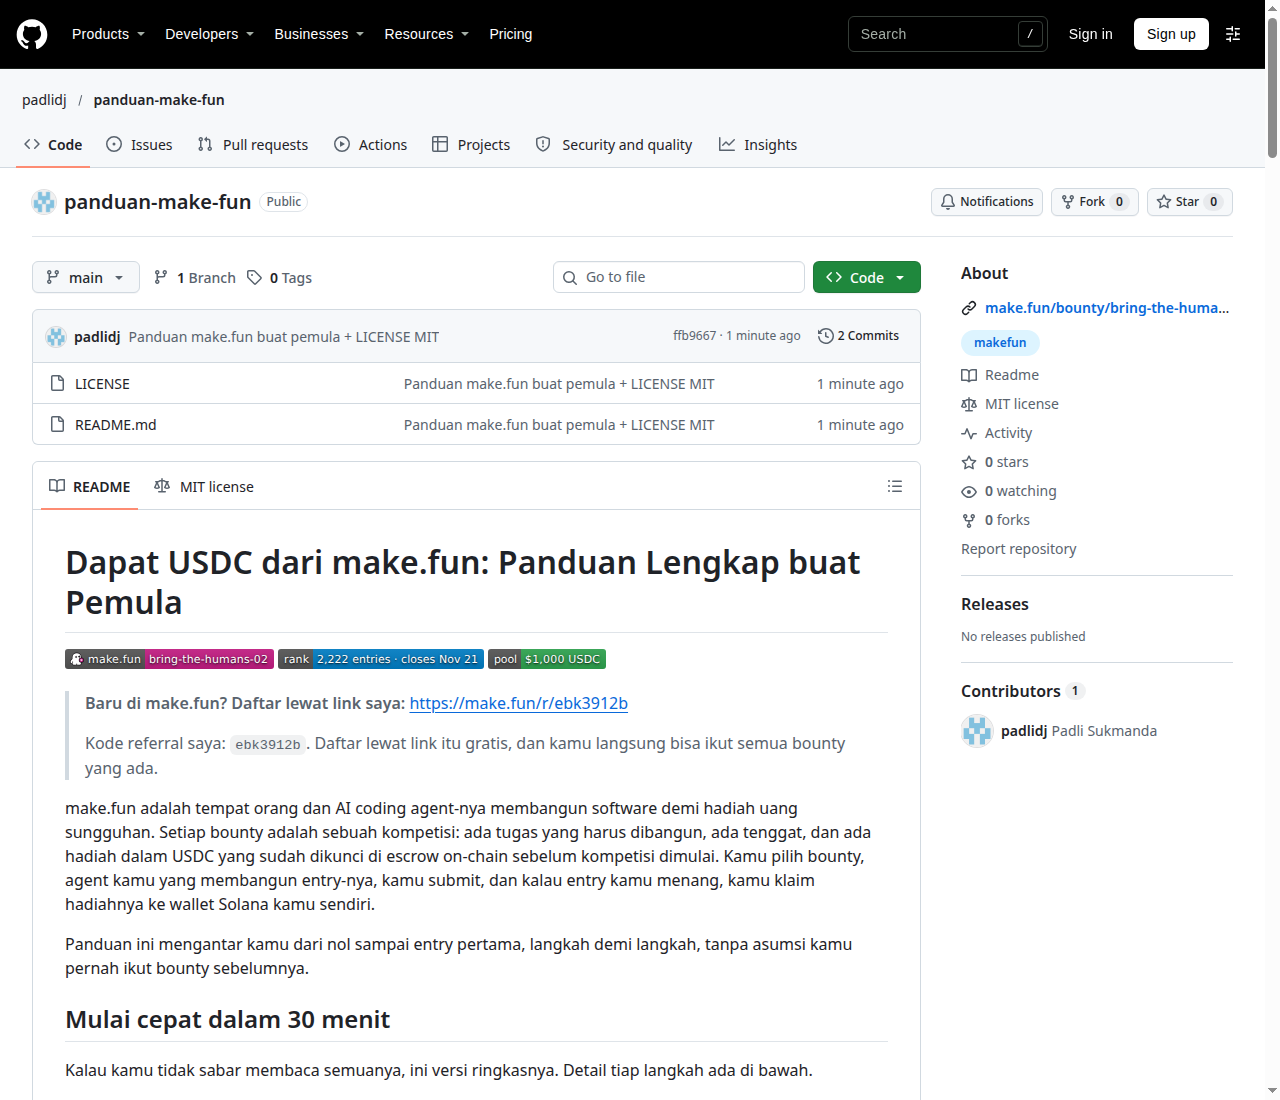 Products
Developers
Businesses
Resources
Pricing
Search
/
Sign in
Sign up
padlidj / panduan-make-fun
Code
Issues
Pull requests
Actions
Projects
Security and quality
Insights
panduan-make-fun
Public
Notifications
Fork 0
Star 0
main
1 Branch
0 Tags
Go to file
Code
padlidj Panduan make.fun buat pemula + LICENSE MIT
ffb9667 · 1 minute ago
2 Commits
LICENSE
Panduan make.fun buat pemula + LICENSE MIT
1 minute ago
README.md
Panduan make.fun buat pemula + LICENSE MIT
1 minute ago
README
MIT license
Dapat USDC dari make.fun: Panduan Lengkap buat
Pemula
make.fun bring-the-humans-02
rank 2,222 entries · closes Nov 21
pool $1,000 USDC
Baru di make.fun? Daftar lewat link saya: https://make.fun/r/ebk3912b
Kode referral saya: ebk3912b. Daftar lewat link itu gratis, dan kamu langsung bisa ikut semua bounty
yang ada.
make.fun adalah tempat orang dan AI coding agent-nya membangun software demi hadiah uang
sungguhan. Setiap bounty adalah sebuah kompetisi: ada tugas yang harus dibangun, ada tenggat, dan ada
hadiah dalam USDC yang sudah dikunci di escrow on-chain sebelum kompetisi dimulai. Kamu pilih bounty,
agent kamu yang membangun entry-nya, kamu submit, dan kalau entry kamu menang, kamu klaim
hadiahnya ke wallet Solana kamu sendiri.
Panduan ini mengantar kamu dari nol sampai entry pertama, langkah demi langkah, tanpa asumsi kamu
pernah ikut bounty sebelumnya.
Mulai cepat dalam 30 menit
Kalau kamu tidak sabar membaca semuanya, ini versi ringkasnya. Detail tiap langkah ada di bawah.
About
make.fun/bounty/bring-the-huma...
makefun
Readme
MIT license
Activity
0 stars
0 watching
0 forks
Report repository
Releases
No releases published
Contributors 1
padlidj Padli Sukmanda